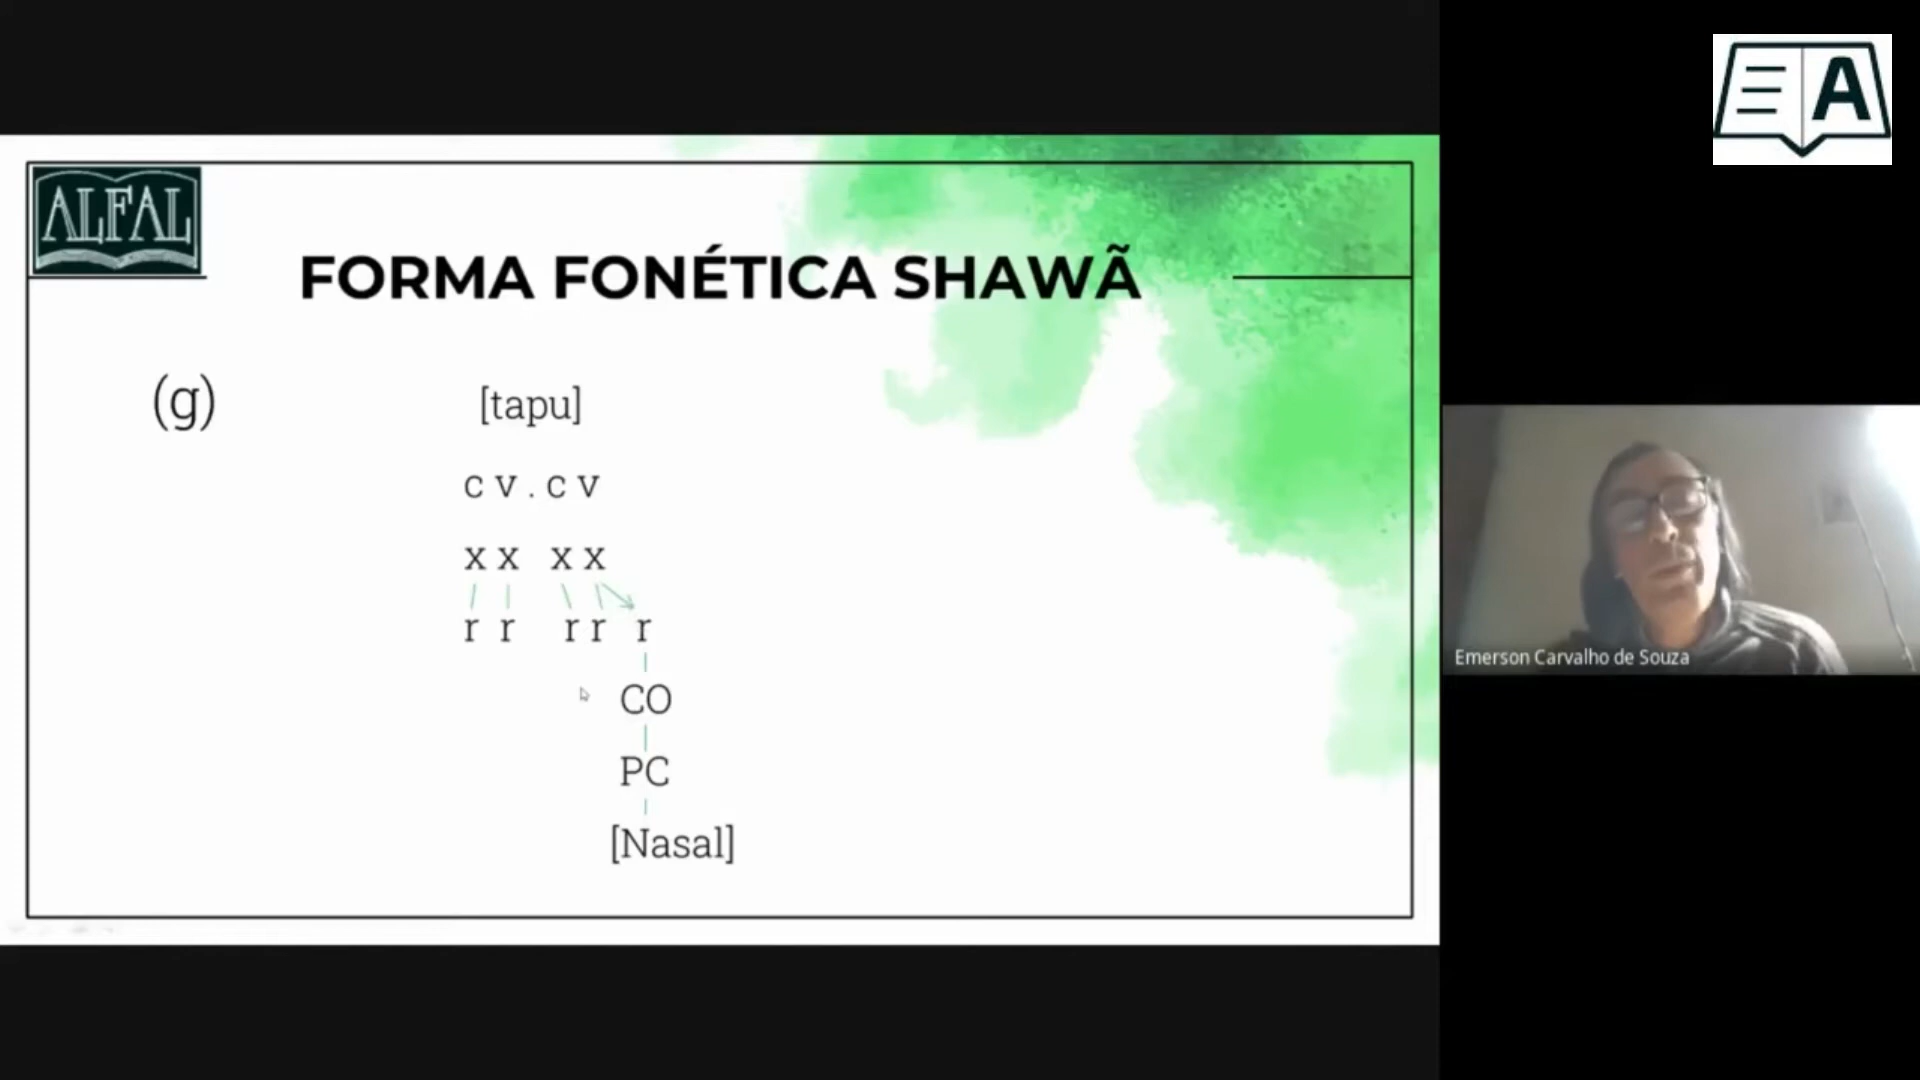 ALFAL
A
FORMA FONÉTICA SHAWÃ
(g)
[tapu]
c v . c v
x x x x
r r r r r
CO
PC
[Nasal]
Emerson Carvalho de Souza